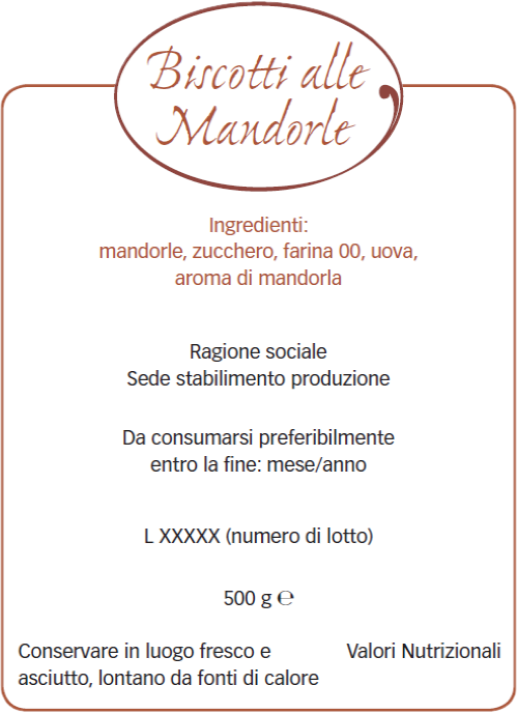 Biscotti alle
Mandorle
Ingredienti:
mandorle, zucchero, farina 00, uova,
aroma di mandorla
Ragione sociale
Sede stabilimento produzione
Da consumarsi preferibilmente
entro la fine: mese/anno
L XXXXX (numero di lotto)
500 g ℮
Conservare in luogo fresco e
asciutto, lontano da fonti di calore
Valori Nutrizionali